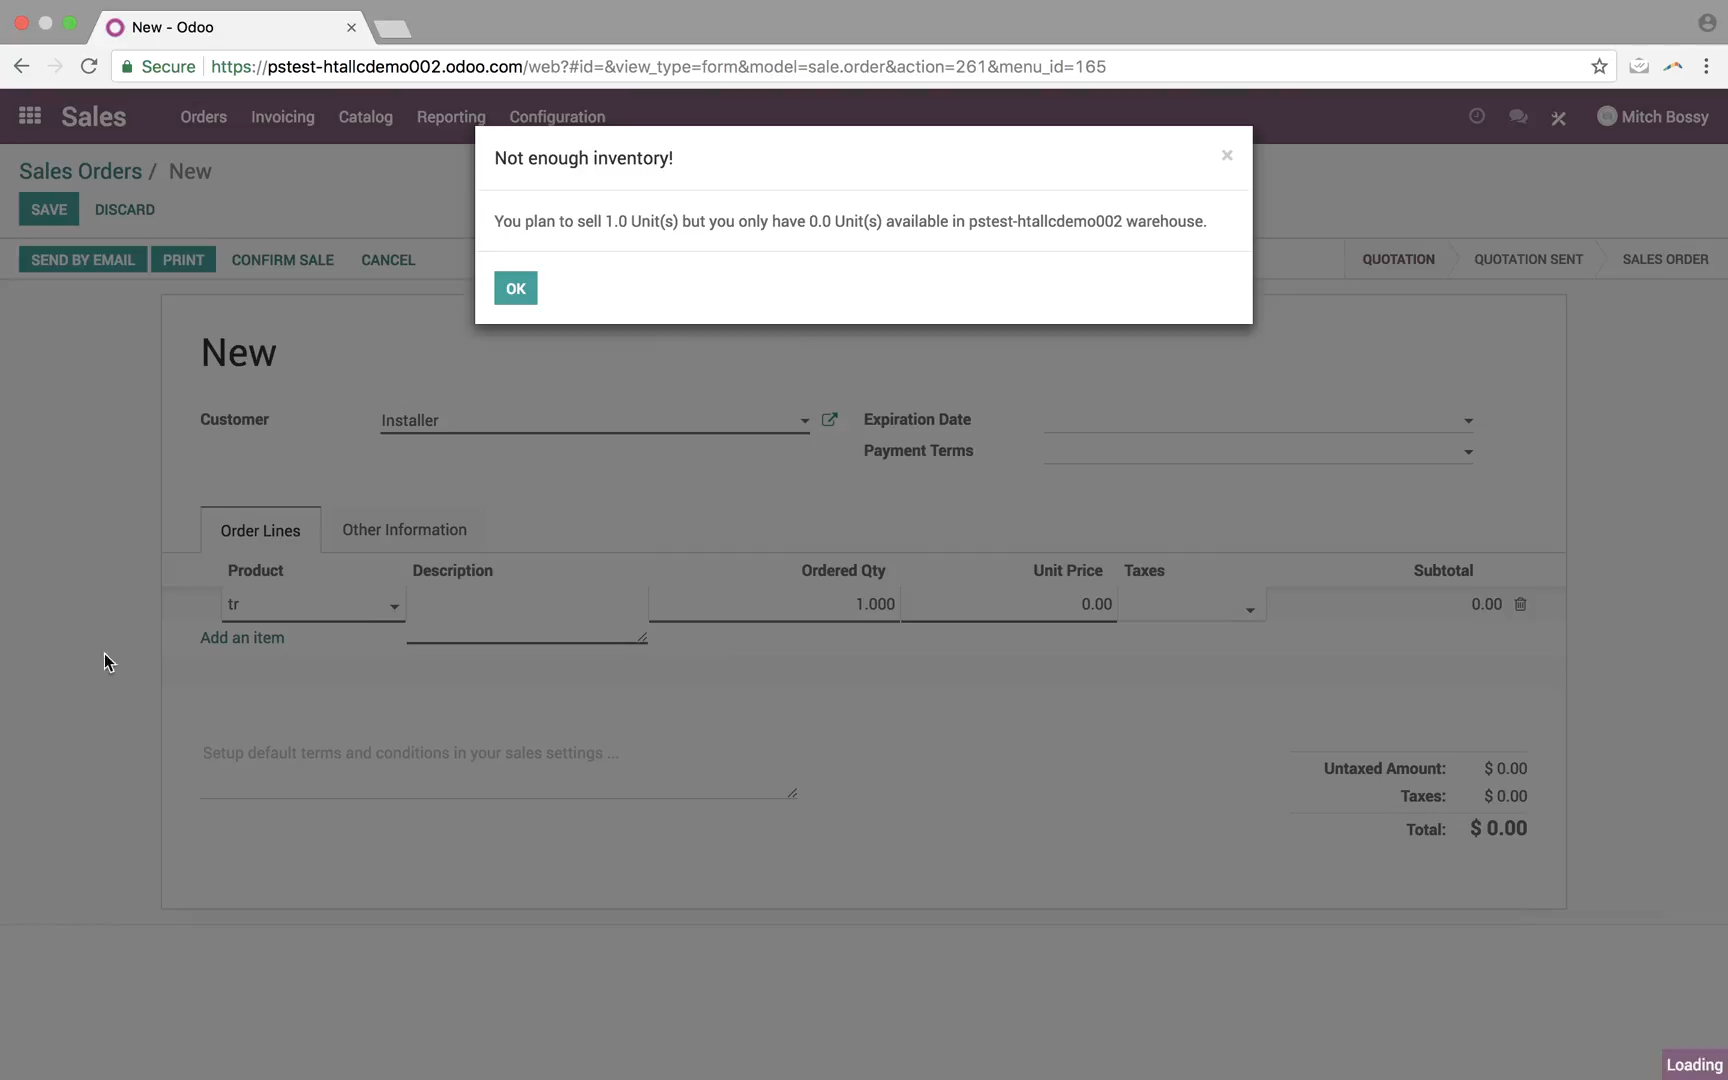 New - Odoo
Secure https://pstest-htallcdemo002.odoo.com/web?#id=&view_type=form&model=sale.order&action=261&menu_id=165
Sales Orders Invoicing Catalog Reporting Configuration Mitch Bossy
Sales Orders / New
SAVE DISCARD
Not enough inventory!
You plan to sell 1.0 Unit(s) but you only have 0.0 Unit(s) available in pstest-htallcdemo002 warehouse.
OK
SEND BY EMAIL PRINT CONFIRM SALE CANCEL QUOTATION QUOTATION SENT SALES ORDER
New
Customer Installer Expiration Date
Payment Terms
Order Lines Other Information
Product Description Ordered Qty Unit Price Taxes Subtotal
tr 1.000 0.00 0.00
Add an item
Setup default terms and conditions in your sales settings ...
Untaxed Amount: $ 0.00
Taxes: $ 0.00
Total: $ 0.00
Loading